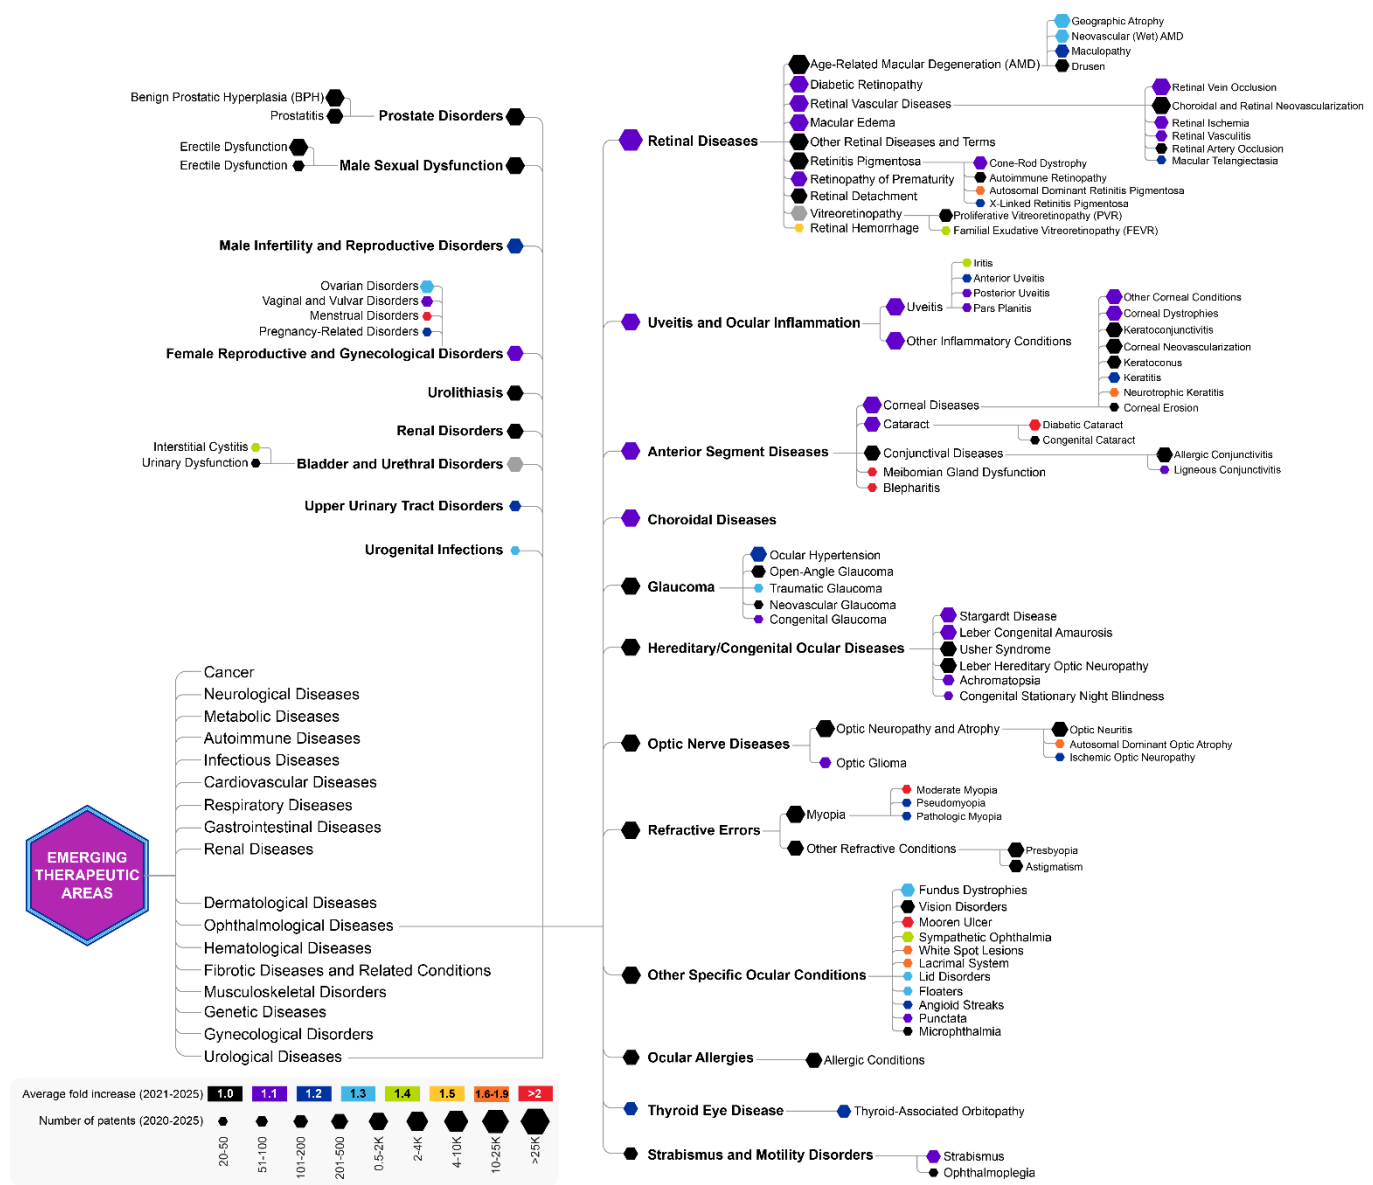 Benign Prostatic Hyperplasia (BPH)
Prostatitis
Prostate Disorders
Erectile Dysfunction
Erectile Dysfunction
Male Sexual Dysfunction
Male Infertility and Reproductive Disorders
Ovarian Disorders
Vaginal and Vulvar Disorders
Menstrual Disorders
Pregnancy-Related Disorders
Female Reproductive and Gynecological Disorders
Urolithiasis
Renal Disorders
Interstitial Cystitis
Urinary Dysfunction
Bladder and Urethral Disorders
Upper Urinary Tract Disorders
Urogenital Infections
EMERGING
THERAPEUTIC
AREAS
Cancer
Neurological Diseases
Metabolic Diseases
Autoimmune Diseases
Infectious Diseases
Cardiovascular Diseases
Respiratory Diseases
Gastrointestinal Diseases
Renal Diseases
Dermatological Diseases
Ophthalmological Diseases
Hematological Diseases
Fibrotic Diseases and Related Conditions
Musculoskeletal Disorders
Genetic Diseases
Gynecological Disorders
Urological Diseases
Retinal Diseases
Age-Related Macular Degeneration (AMD)
Geographic Atrophy
Neovascular (Wet) AMD
Maculopathy
Drusen
Diabetic Retinopathy
Retinal Vascular Diseases
Retinal Vein Occlusion
Choroidal and Retinal Neovascularization
Retinal Ischemia
Retinal Vasculitis
Retinal Artery Occlusion
Macular Telangiectasia
Macular Edema
Other Retinal Diseases and Terms
Retinitis Pigmentosa
Cone-Rod Dystrophy
Autoimmune Retinopathy
Autosomal Dominant Retinitis Pigmentosa
X-Linked Retinitis Pigmentosa
Retinopathy of Prematurity
Retinal Detachment
Vitreoretinopathy
Proliferative Vitreoretinopathy (PVR)
Familial Exudative Vitreoretinopathy (FEVR)
Retinal Hemorrhage
Uveitis and Ocular Inflammation
Uveitis
Iritis
Anterior Uveitis
Posterior Uveitis
Pars Planitis
Other Inflammatory Conditions
Anterior Segment Diseases
Corneal Diseases
Other Corneal Conditions
Corneal Dystrophies
Keratoconjunctivitis
Corneal Neovascularization
Keratoconus
Keratitis
Neurotrophic Keratitis
Corneal Erosion
Cataract
Diabetic Cataract
Congenital Cataract
Conjunctival Diseases
Allergic Conjunctivitis
Ligneous Conjunctivitis
Meibomian Gland Dysfunction
Blepharitis
Choroidal Diseases
Glaucoma
Ocular Hypertension
Open-Angle Glaucoma
Traumatic Glaucoma
Neovascular Glaucoma
Congenital Glaucoma
Hereditary/Congenital Ocular Diseases
Stargardt Disease
Leber Congenital Amaurosis
Usher Syndrome
Leber Hereditary Optic Neuropathy
Achromatopsia
Congenital Stationary Night Blindness
Optic Nerve Diseases
Optic Neuropathy and Atrophy
Optic Neuritis
Autosomal Dominant Optic Atrophy
Ischemic Optic Neuropathy
Optic Glioma
Refractive Errors
Myopia
Moderate Myopia
Pseudomyopia
Pathologic Myopia
Other Refractive Conditions
Presbyopia
Astigmatism
Other Specific Ocular Conditions
Fundus Dystrophies
Vision Disorders
Mooren Ulcer
Sympathetic Ophthalmia
White Spot Lesions
Lacrimal System
Lid Disorders
Floaters
Angioid Streaks
Punctata
Microphthalmia
Ocular Allergies
Allergic Conditions
Thyroid Eye Disease
Thyroid-Associated Orbitopathy
Strabismus and Motility Disorders
Strabismus
Ophthalmoplegia
Average fold increase (2021-2025) 1.0 1.1 1.2 1.3 1.4 1.5 1.6-1.9 >2
Number of patents (2020-2025)
20-50 51-100 101-200 201-500 0.5-2K 2-4K 4-10K 10-25K >25K